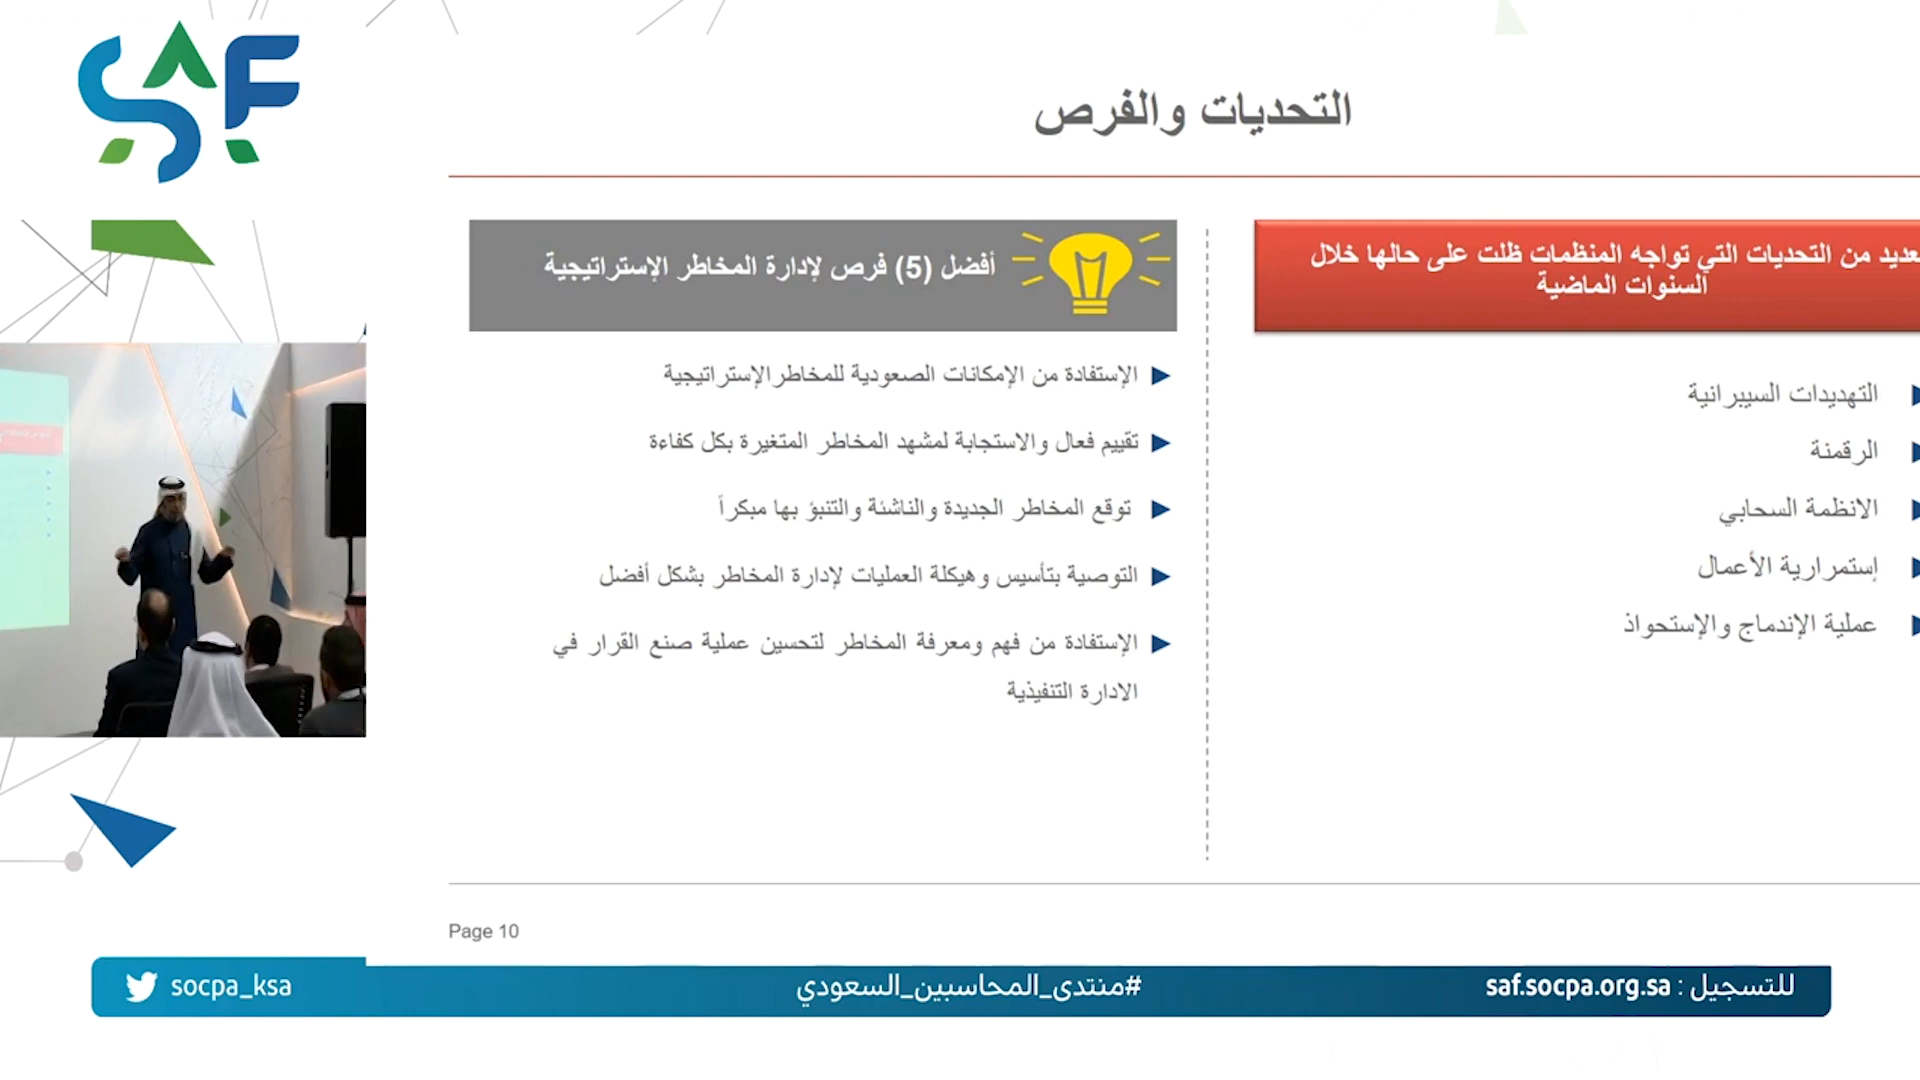 SAF
التحديات والفرص
عديد من التحديات التي تواجه المنظمات ظلت على حالها خلال
السنوات الماضية
التهديدات السيبرانية
الرقمنة
الانظمة السحابي
إستمرارية الأعمال
عملية الإندماج والإستحواذ
أفضل (5) فرص لإدارة المخاطر الإستراتيجية
الإستفادة من الإمكانات الصعودية للمخاطرالإستراتيجية
تقييم فعال والاستجابة لمشهد المخاطر المتغيرة بكل كفاءة
توقع المخاطر الجديدة والناشئة والتنبؤ بها مبكراً
التوصية بتأسيس وهيكلة العمليات لإدارة المخاطر بشكل أفضل
الإستفادة من فهم ومعرفة المخاطر لتحسين عملية صنع القرار في
الادارة التنفيذية
Page 10
للتسجيل : saf.socpa.org.sa
#منتدى_المحاسبين_السعودي
socpa_ksa